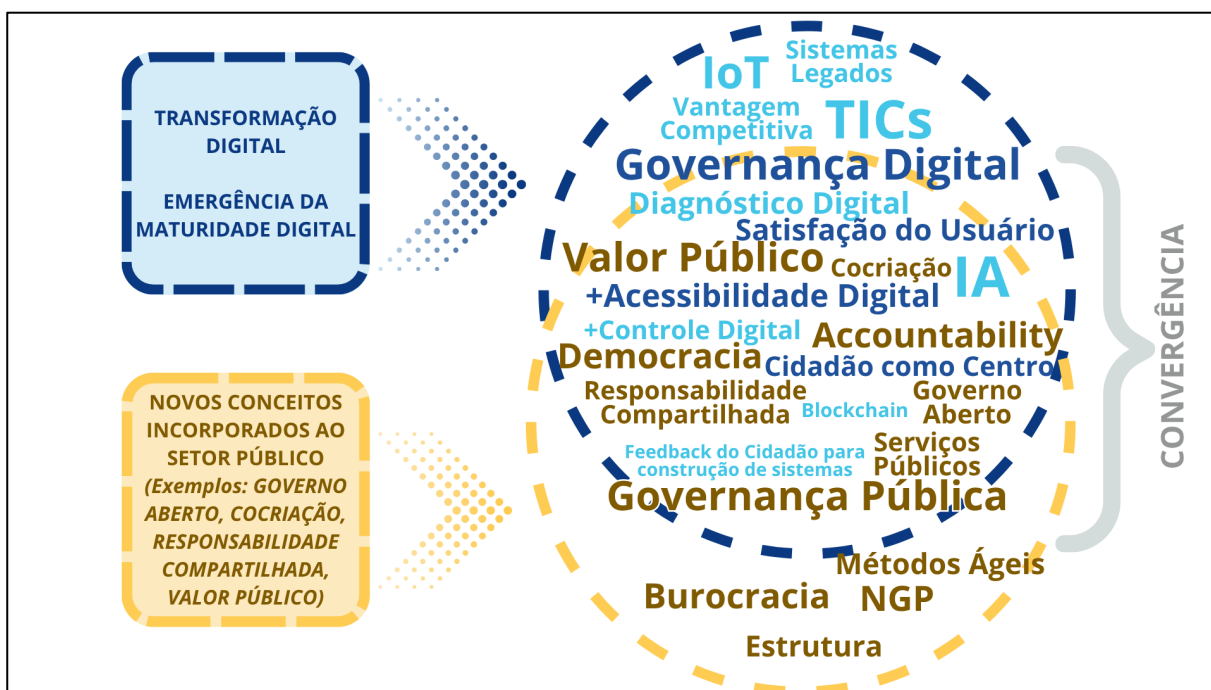 TRANSFORMAÇÃO
DIGITAL
EMERGÊNCIA DA
MATURIDADE DIGITAL
NOVOS CONCEITOS
INCORPORADOS AO
SETOR PÚBLICO
(Exemplos: GOVERNO
ABERTO, COCRIAÇÃO,
RESPONSABILIDADE
COMPARTILHADA,
VALOR PÚBLICO)
IoT
Sistemas
Legados
Vantagem
Competitiva
TICs
Governança Digital
Diagnóstico Digital
Satisfação do Usuário
Valor Público
Cocriação
IA
+Acessibilidade Digital
+Controle Digital
Accountability
Democracia
Cidadão como Centro
Responsabilidade
Compartilhada
Blockchain
Governo
Aberto
Feedback do Cidadão para
construção de sistemas
Serviços
Públicos
Governança Pública
Métodos Ágeis
Burocracia
NGP
Estrutura
CONVERGÊNCIA